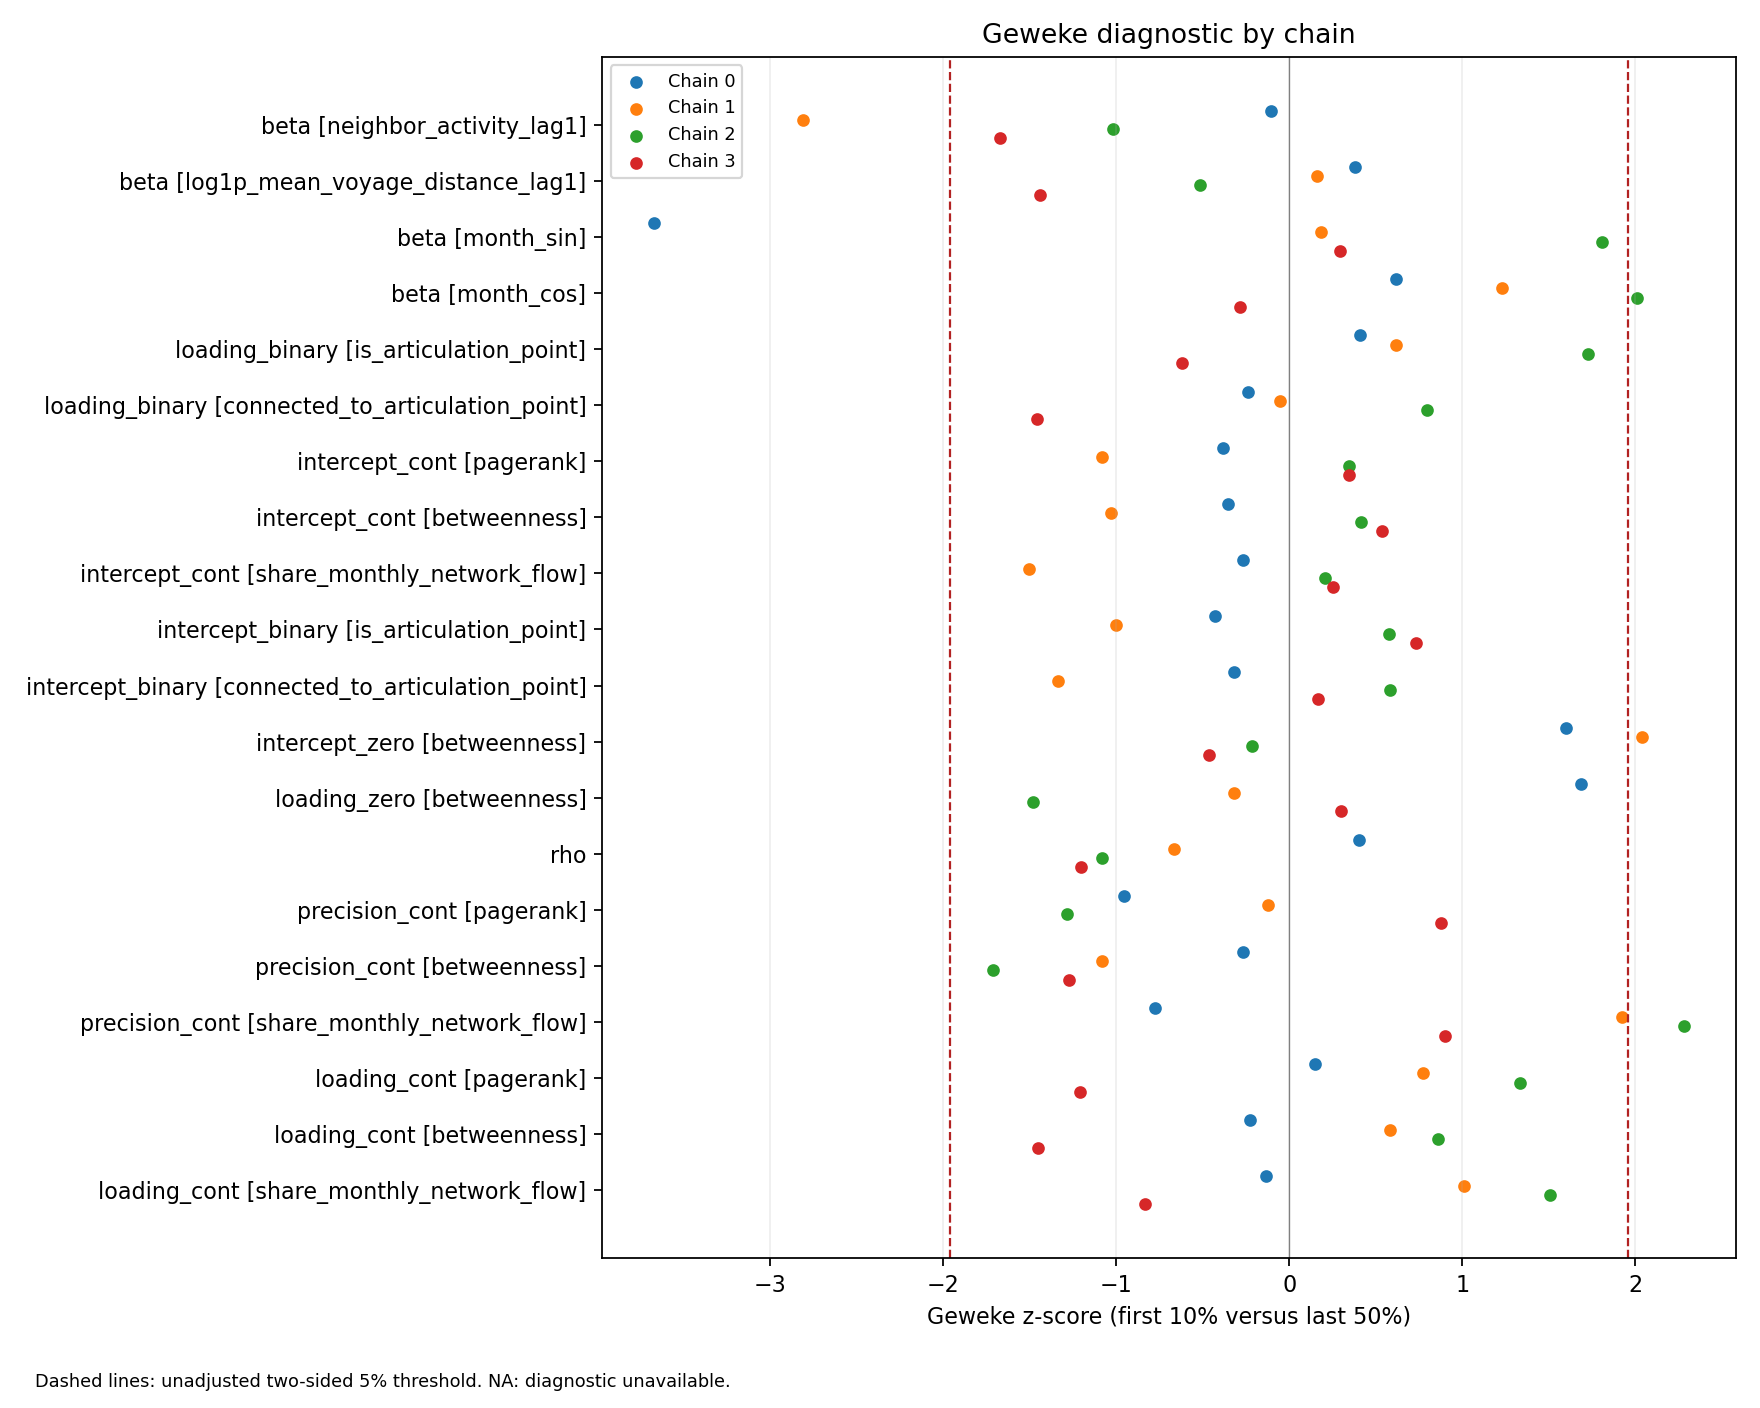 Geweke diagnostic by chain
Chain 0
Chain 1
Chain 2
Chain 3
beta [neighbor_activity_lag1]
beta [log1p_mean_voyage_distance_lag1]
beta [month_sin]
beta [month_cos]
loading_binary [is_articulation_point]
loading_binary [connected_to_articulation_point]
intercept_cont [pagerank]
intercept_cont [betweenness]
intercept_cont [share_monthly_network_flow]
intercept_binary [is_articulation_point]
intercept_binary [connected_to_articulation_point]
intercept_zero [betweenness]
loading_zero [betweenness]
rho
precision_cont [pagerank]
precision_cont [betweenness]
precision_cont [share_monthly_network_flow]
loading_cont [pagerank]
loading_cont [betweenness]
loading_cont [share_monthly_network_flow]
−3 −2 −1 0 1 2
Geweke z-score (first 10% versus last 50%)
Dashed lines: unadjusted two-sided 5% threshold. NA: diagnostic unavailable.